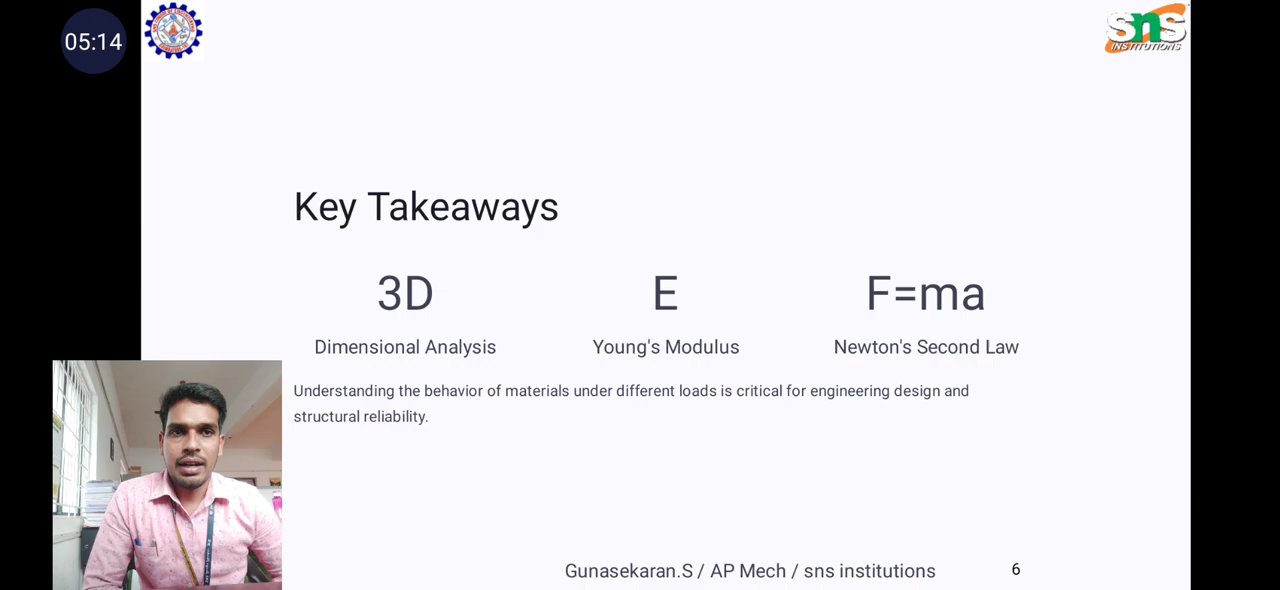 05:14
sns
INSTITUTIONS
Key Takeaways
3D
E
F=ma
Dimensional Analysis
Young's Modulus
Newton's Second Law
Understanding the behavior of materials under different loads is critical for engineering design and
structural reliability.
Gunasekaran.S / AP Mech / sns institutions
6